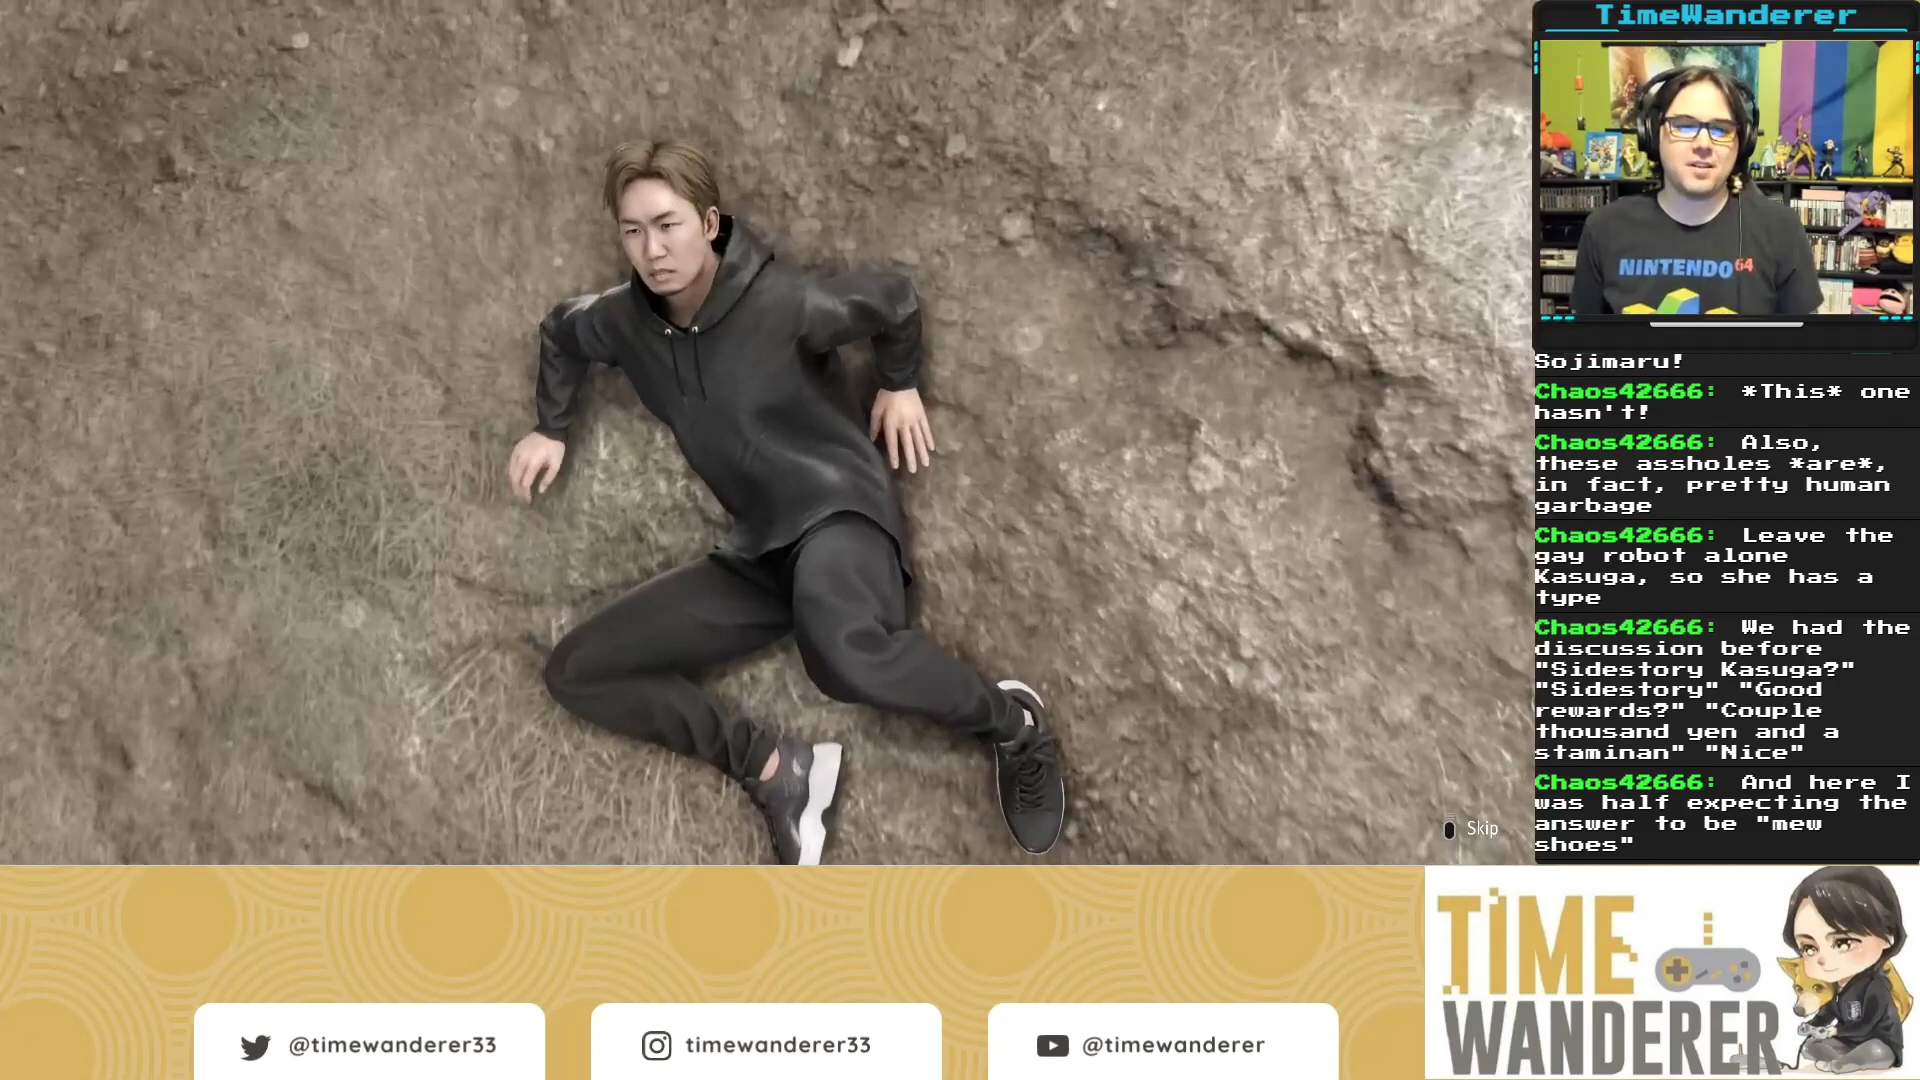 TimeWanderer
NINTENDO 64
Sojimaru!
Chaos42666: *This* one
hasn't!
Chaos42666: Also,
these assholes *are*,
in fact, pretty human
garbage
Chaos42666: Leave the
gay robot alone
Kasuga, so she has a
type
Chaos42666: We had the
discussion before
"Sidestory Kasuga?"
"Sidestory" "Good
rewards?" "Couple
thousand yen and a
staminan" "Nice"
Chaos42666: And here I
was half expecting the
answer to be "mew
shoes"
Skip
@timewanderer33
timewanderer33
@timewanderer
TIME
WANDERER